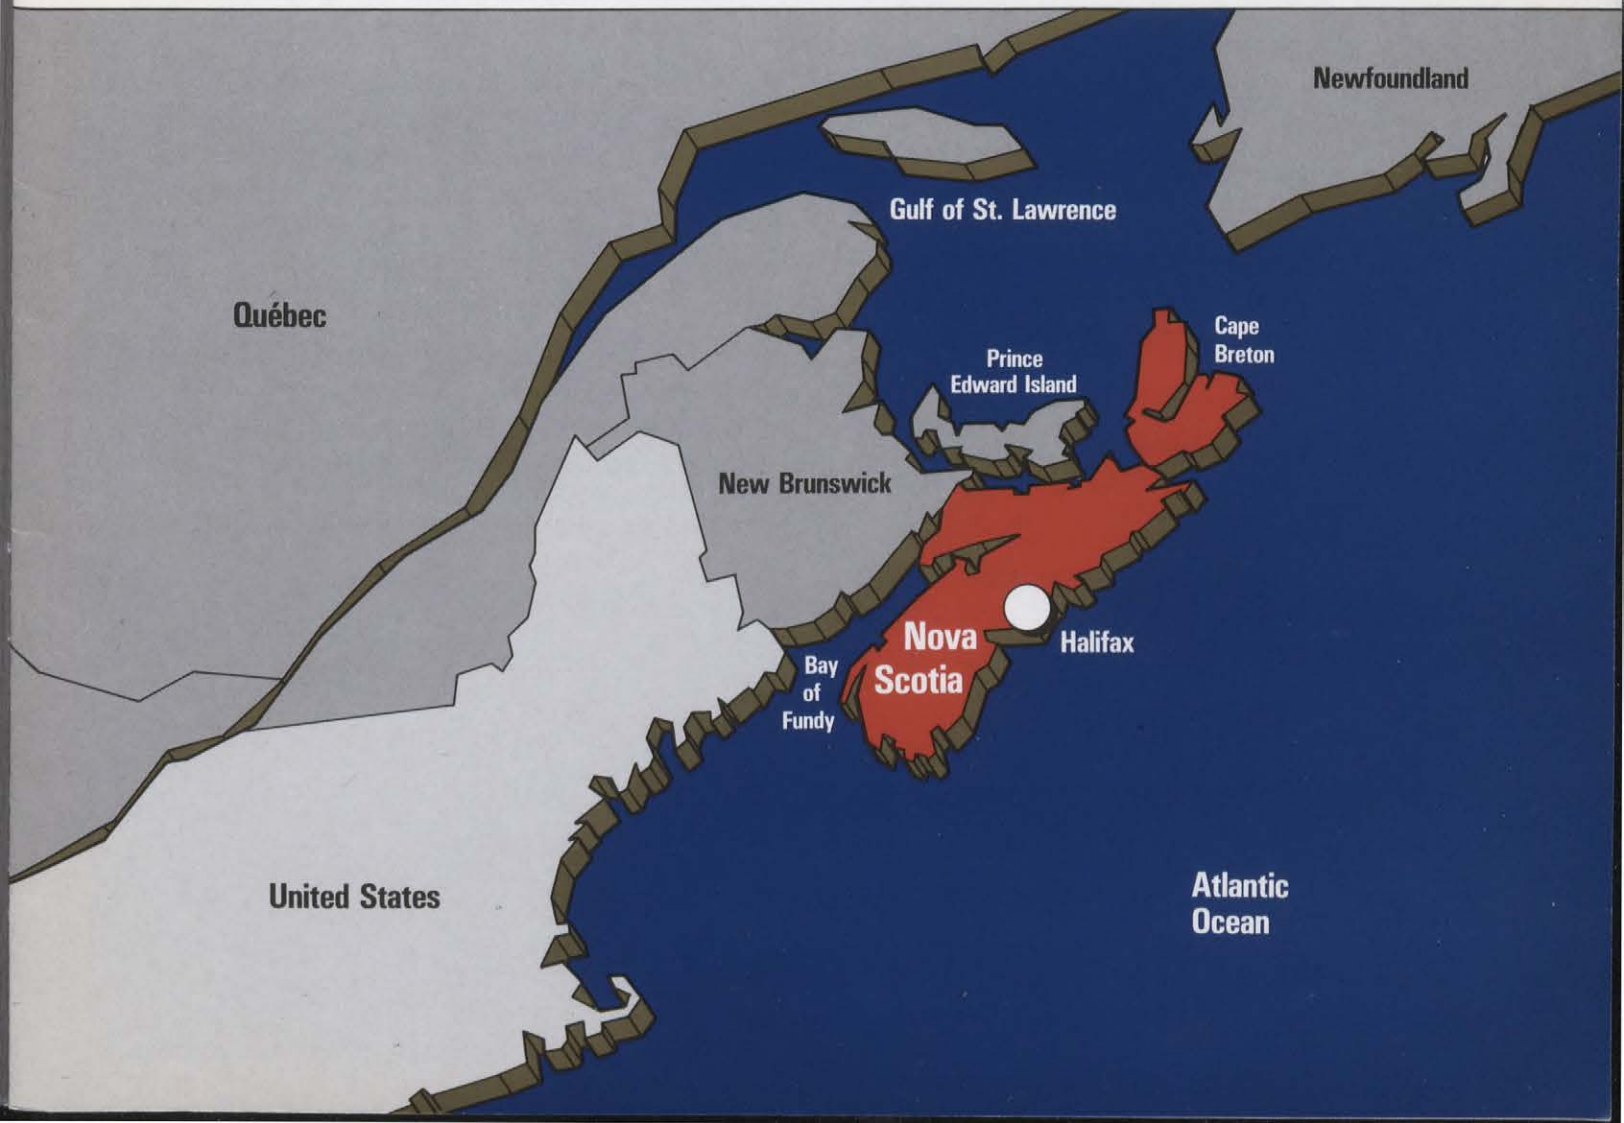 Newfoundland
Gulf of St. Lawrence
Québec
Cape
Breton
Prince
Edward Island
New Brunswick
Nova
Scotia
Halifax
Bay
of
Fundy
United States
Atlantic
Ocean